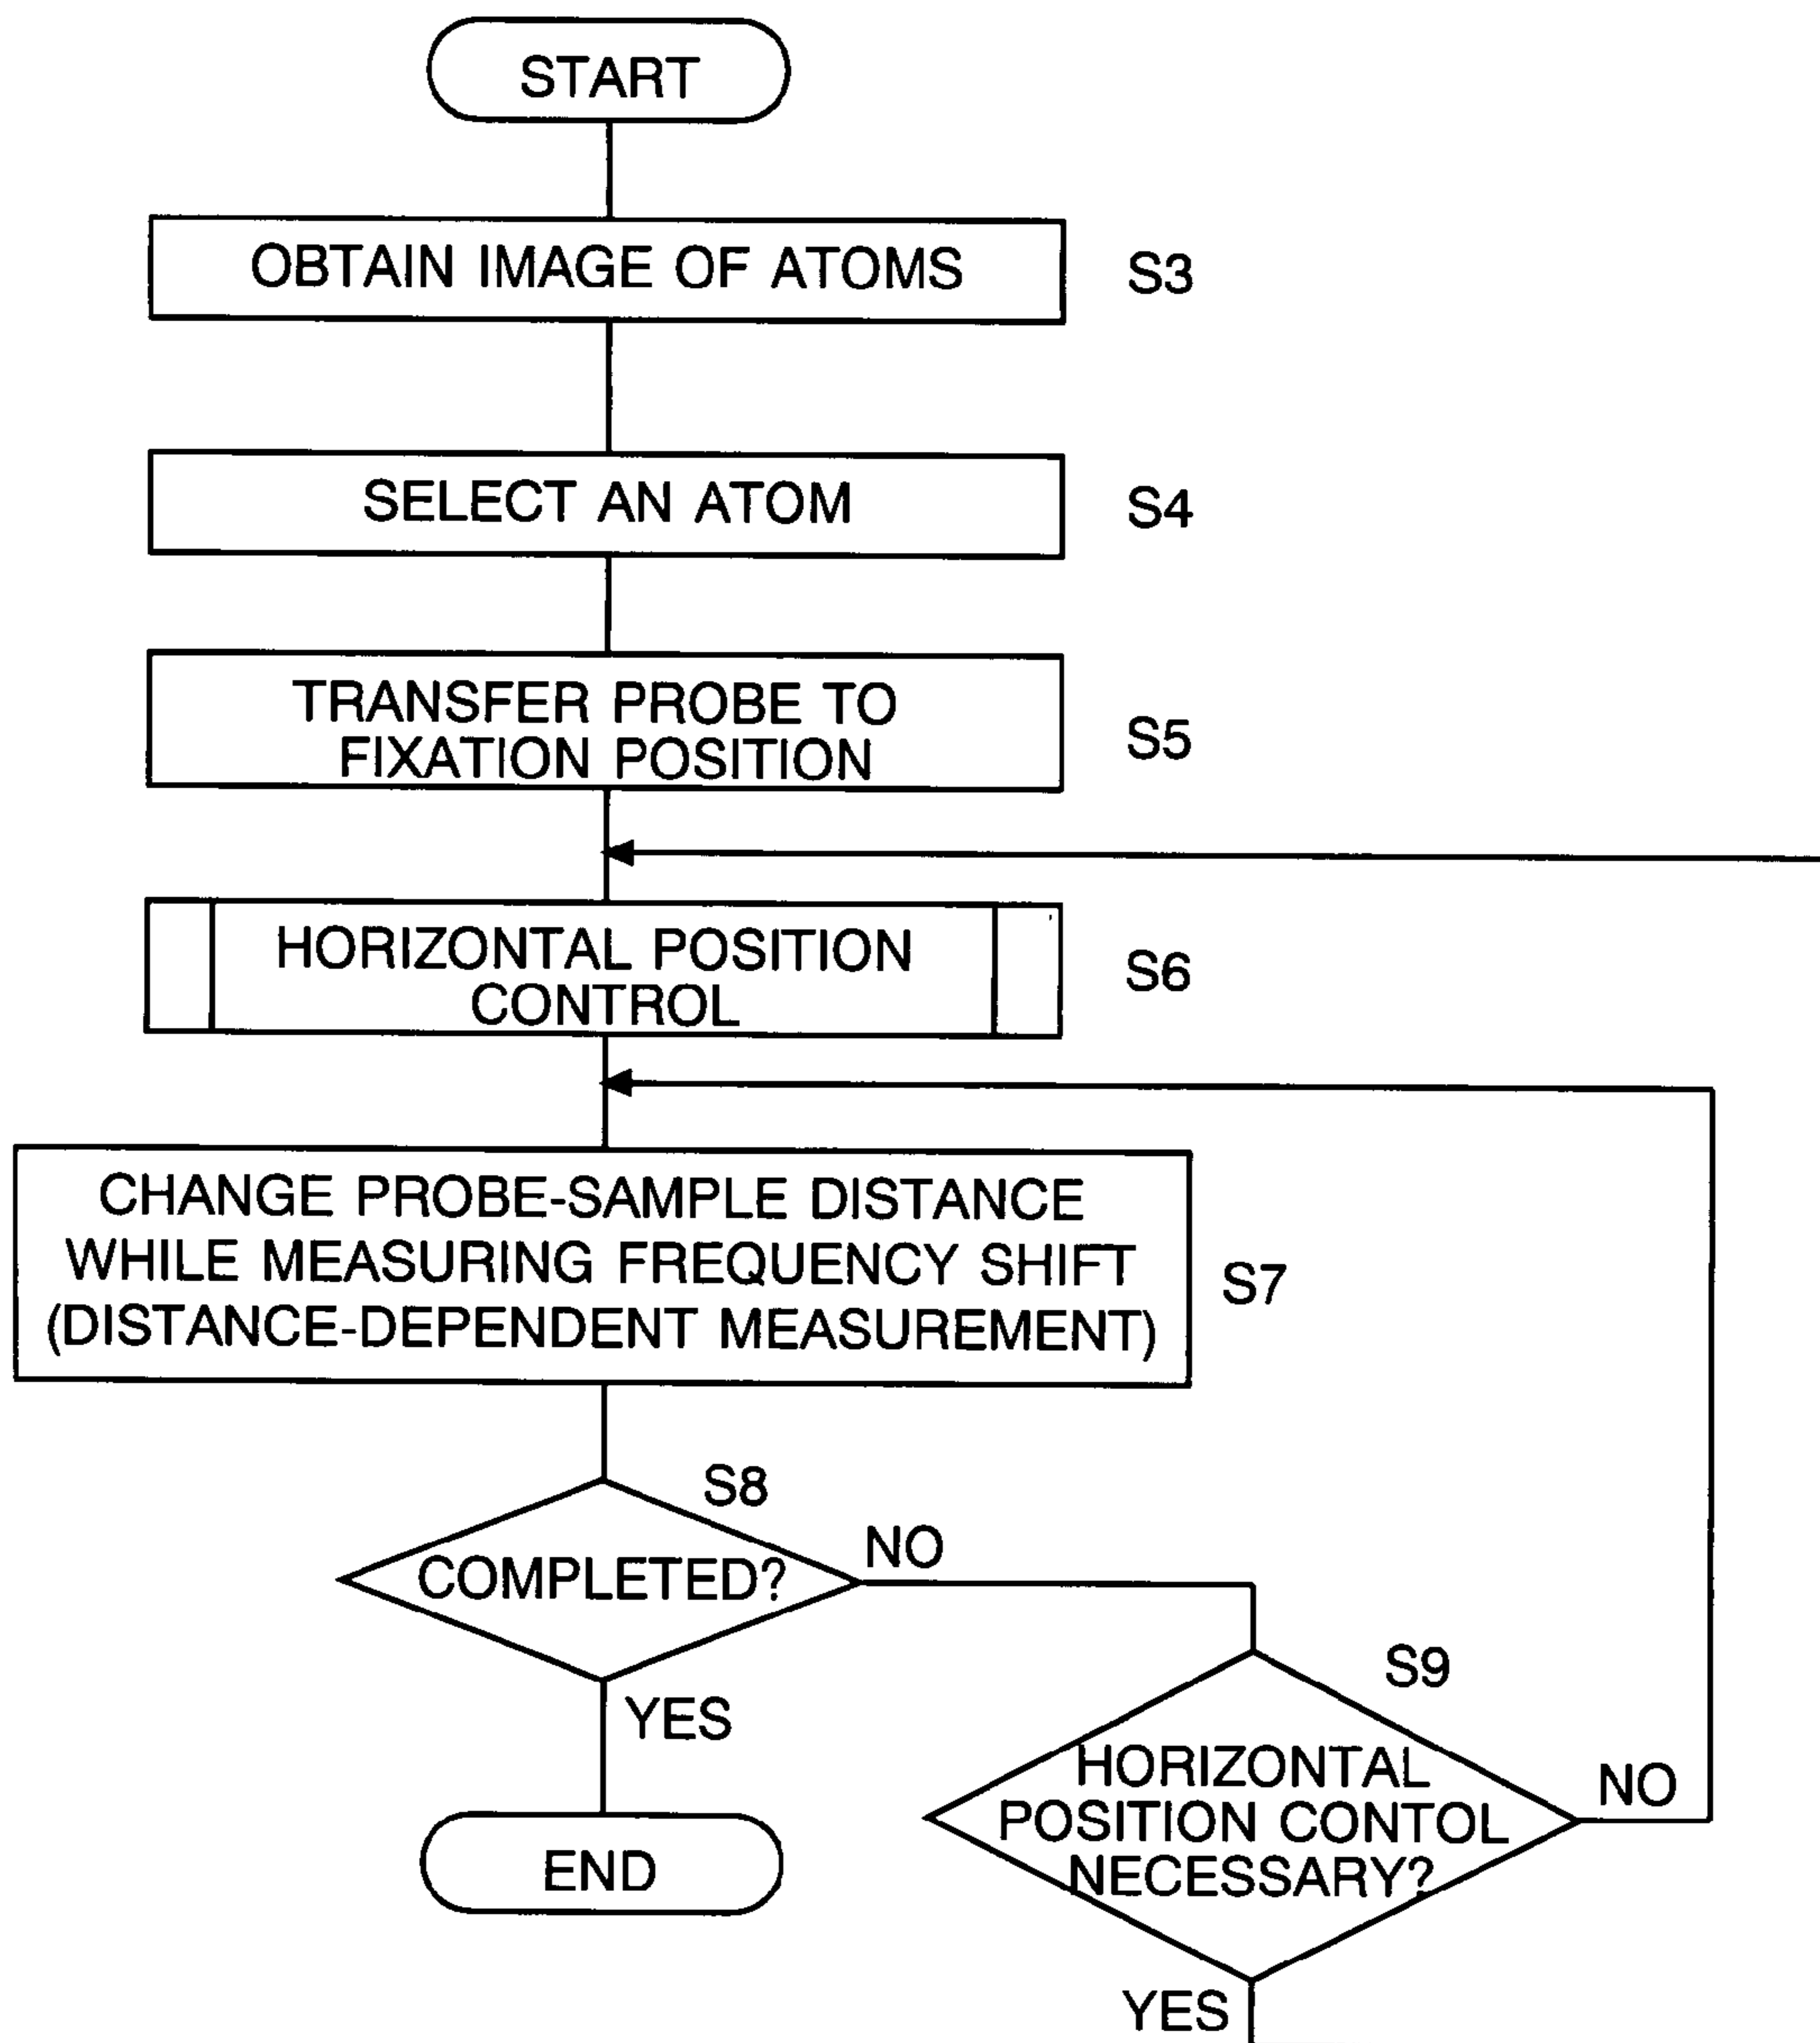 START
OBTAIN IMAGE OF ATOMS
S3
SELECT AN ATOM
S4
TRANSFER PROBE TO
FIXATION POSITION
S5
HORIZONTAL POSITION
CONTROL
S6
CHANGE PROBE-SAMPLE DISTANCE
WHILE MEASURING FREQUENCY SHIFT
(DISTANCE-DEPENDENT MEASUREMENT)
S7
S8
COMPLETED?
NO
YES
END
S9
HORIZONTAL
POSITION CONTOL
NECESSARY?
NO
YES